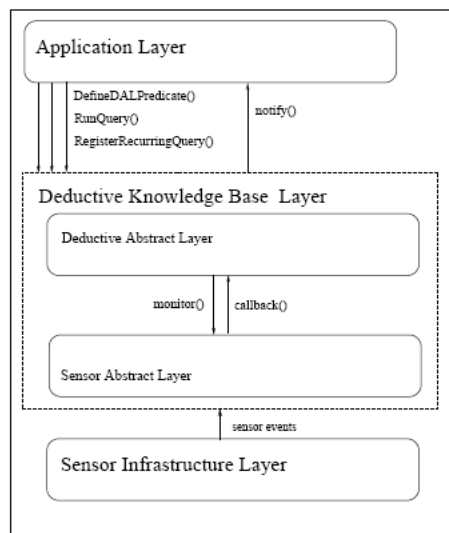 Application Layer
DefineDALPredicate()
RunQuery()
notify()
RegisterRecurringQuery()
Deductive Knowledge Base Layer
Deductive Abstract Layer
monitor() callback()
Sensor Abstract Layer
sensor events
Sensor Infrastructure Layer